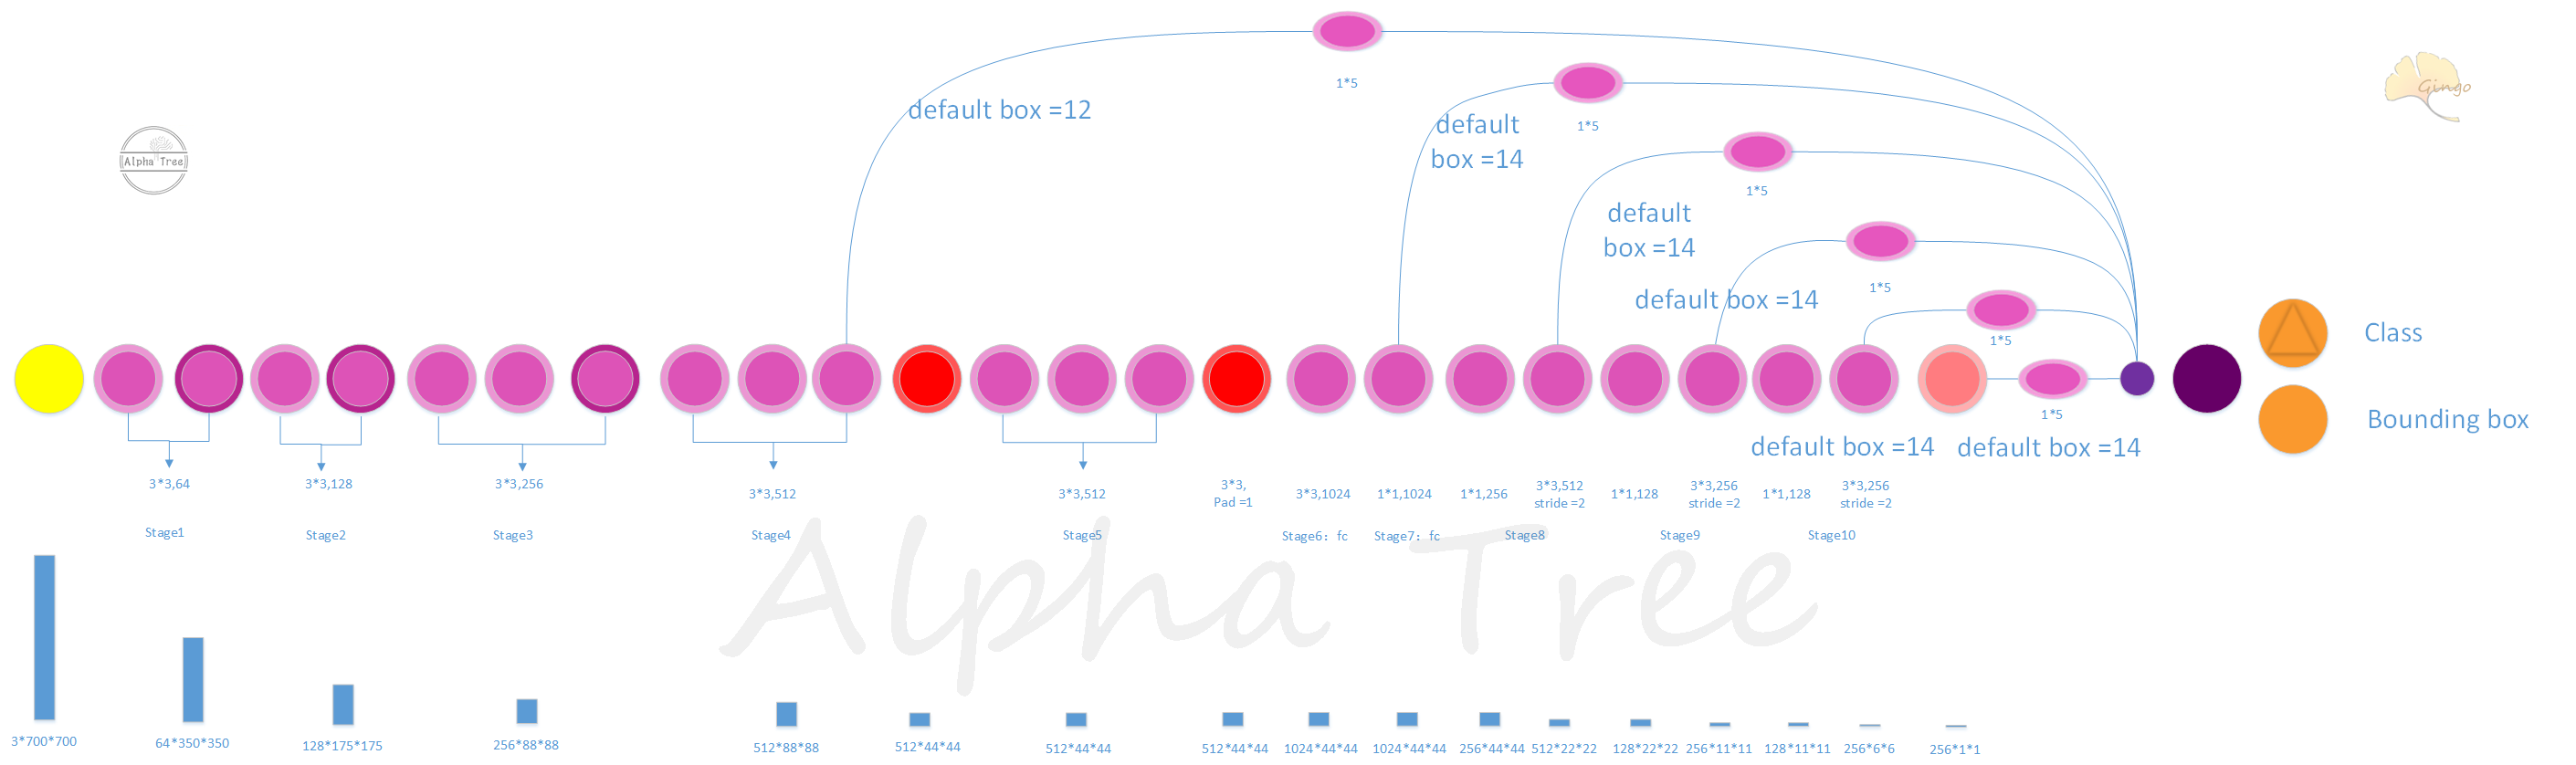 1*5
Gingo
default box =12
1*5
default
box =14
Alpha Tree
1*5
default
box =14
1*5
default box =14
1*5
Class
1*5
Bounding box
default box =14
default box =14
3*3,64
3*3,128
3*3,256
3*3,512
3*3,512
3*3,
Pad =1
3*3,1024
1*1,1024
1*1,256
3*3,512
stride =2
1*1,128
3*3,256
stride =2
1*1,128
3*3,256
stride =2
Stage1
Stage2
Stage3
Stage4
Stage5
Stage6：fc
Stage7：fc
Stage8
Stage9
Stage10
Alpha Tree
3*700*700
64*350*350
128*175*175
256*88*88
512*88*88
512*44*44
512*44*44
512*44*44
1024*44*44
1024*44*44
256*44*44
512*22*22
128*22*22
256*11*11
128*11*11
256*6*6
256*1*1